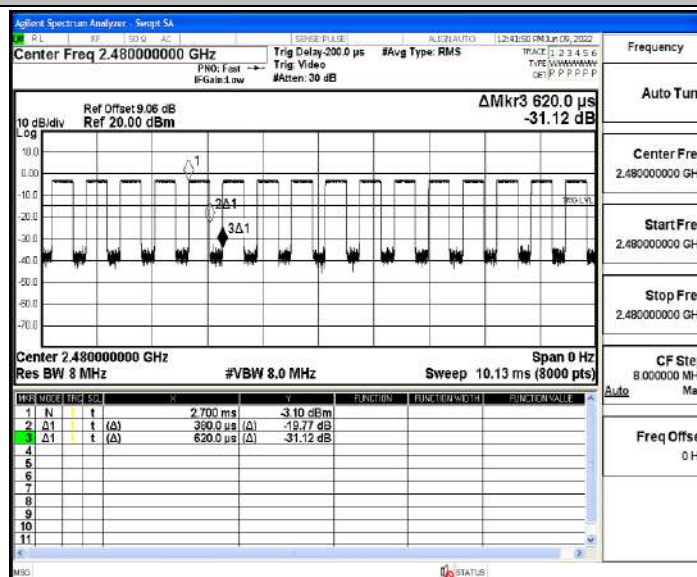 Agilent Spectrum Analyzer - Swept SA
RL RF 50 Ω AC SENSE:PULSE ALIGN AUTO 12:41:50 PM Jun 09, 2022
Center Freq 2.480000000 GHz
PNO: Fast
IFGain:Low
Trig Delay-200.0 µs
Trig: Video
#Atten: 30 dB
#Avg Type: RMS
TRACE 1 2 3 4 5 6
TYPE WWWWWW
DET P P P P P P
Ref Offset 9.06 dB
10 dB/div Ref 20.00 dBm
Log
ΔMkr3 620.0 µs
-31.12 dB
10.0
0.00
-10.0
-20.0
-30.0
-40.0
-50.0
-60.0
-70.0
1
2Δ1
3Δ1
TRIG LVL
Center 2.480000000 GHz Span 0 Hz
Res BW 8 MHz #VBW 8.0 MHz Sweep 10.13 ms (8000 pts)
MKR MODE TRC SCL X Y FUNCTION FUNCTION WIDTH FUNCTION VALUE
1 N 1 t 2.700 ms -3.10 dBm
2 Δ1 1 t (Δ) 380.0 µs (Δ) -19.77 dB
3 Δ1 1 t (Δ) 620.0 µs (Δ) -31.12 dB
4
5
6
7
8
9
10
11
MSG STATUS
Frequency
Auto Tun
Center Fre
2.480000000 GH
Start Fre
2.480000000 GH
Stop Fre
2.480000000 GH
CF Ste
8.000000 MH
Auto Ma
Freq Offse
0 H